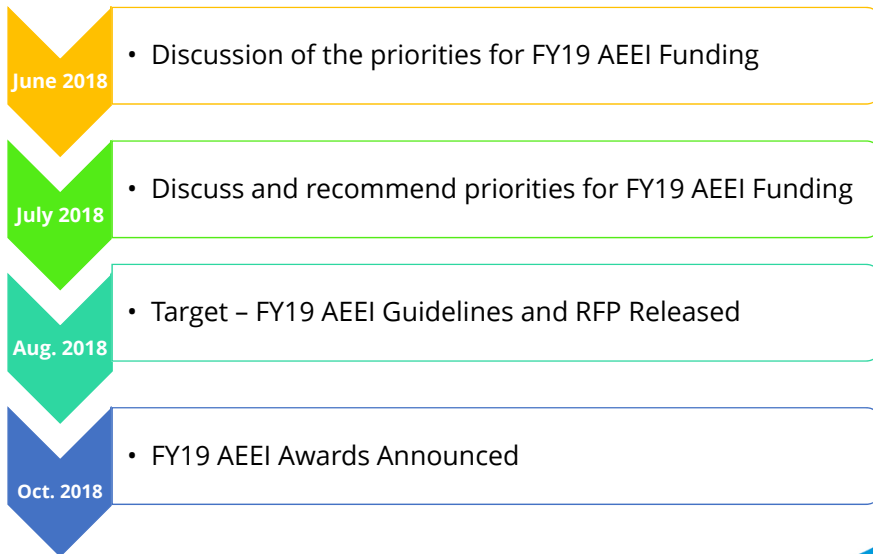 June 2018
• Discussion of the priorities for FY19 AEEI Funding
July 2018
• Discuss and recommend priorities for FY19 AEEI Funding
Aug. 2018
• Target – FY19 AEEI Guidelines and RFP Released
Oct. 2018
• FY19 AEEI Awards Announced